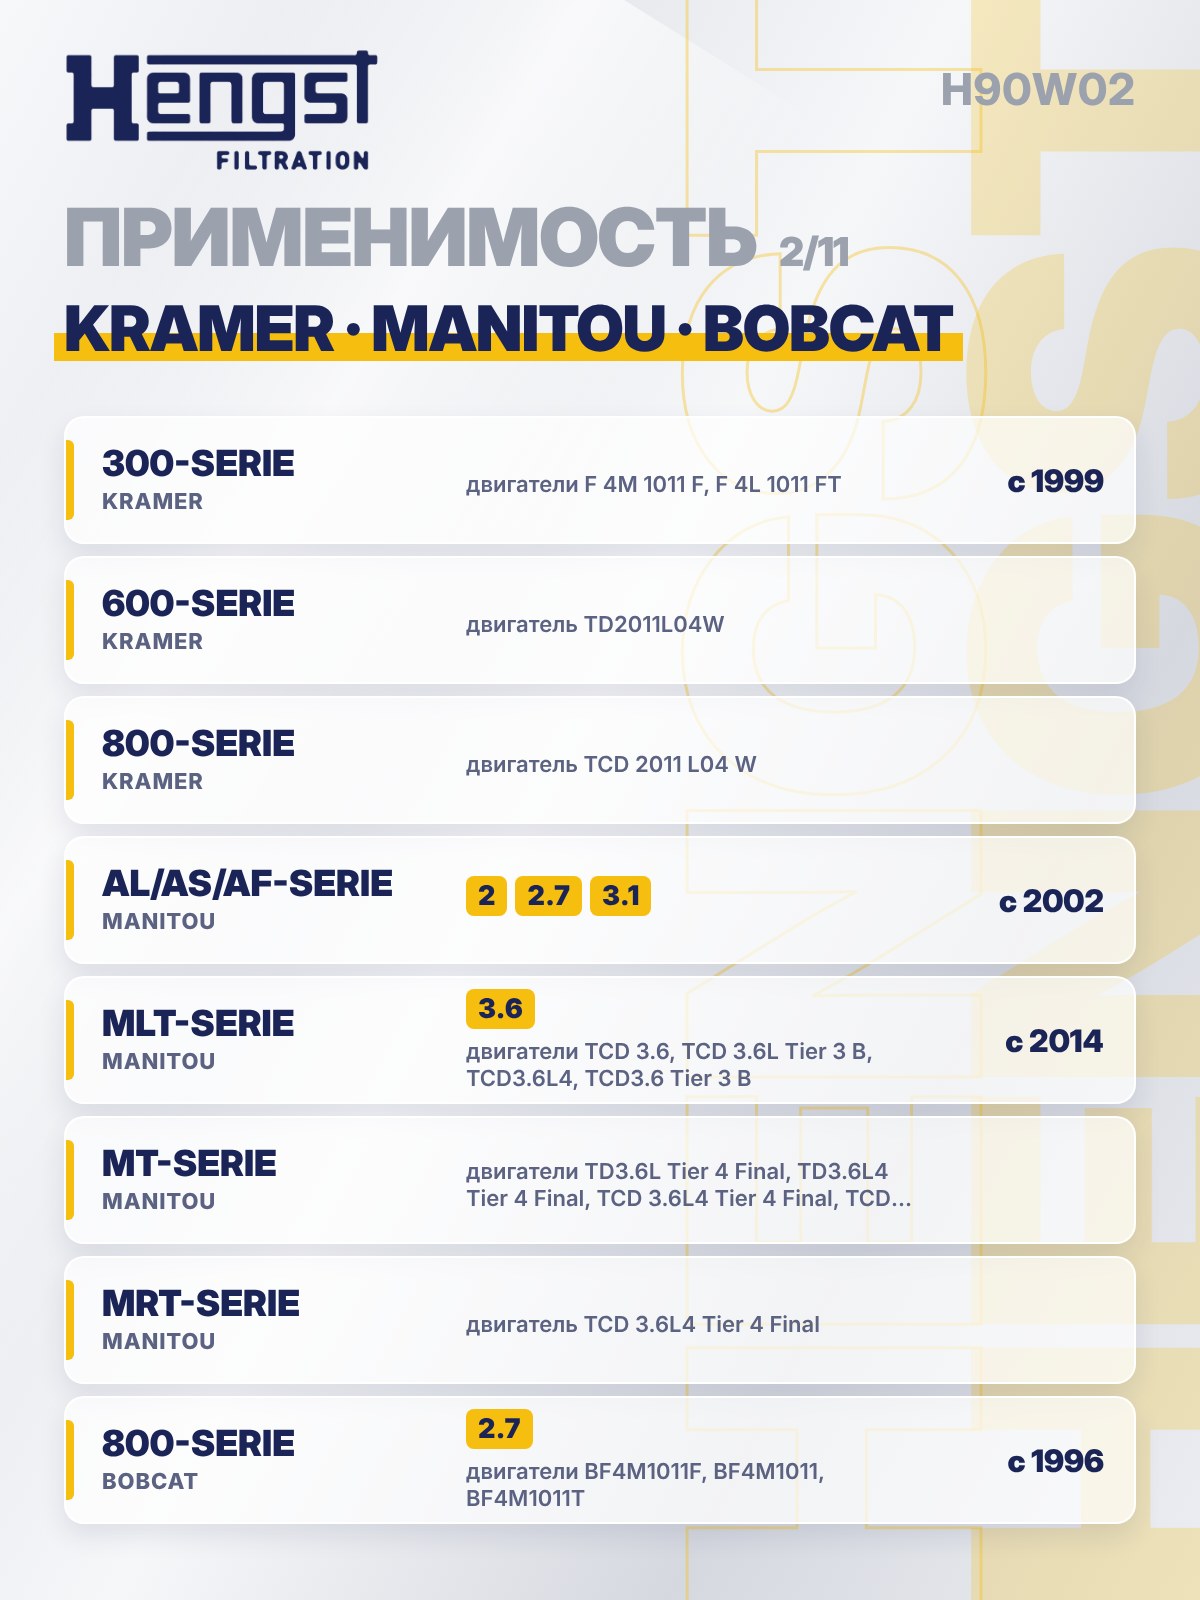 Hengst
FILTRATION
H90W02
ПРИМЕНИМОСТЬ 2/11
KRAMER · MANITOU · BOBCAT
300-SERIE
KRAMER
двигатели F 4M 1011 F, F 4L 1011 FT
с 1999
600-SERIE
KRAMER
двигатель TD2011L04W
800-SERIE
KRAMER
двигатель TCD 2011 L04 W
AL/AS/AF-SERIE
MANITOU
2 2.7 3.1
с 2002
MLT-SERIE
MANITOU
3.6
двигатели TCD 3.6, TCD 3.6L Tier 3 B,
TCD3.6L4, TCD3.6 Tier 3 B
с 2014
MT-SERIE
MANITOU
двигатели TD3.6L Tier 4 Final, TD3.6L4
Tier 4 Final, TCD 3.6L4 Tier 4 Final, TCD...
MRT-SERIE
MANITOU
двигатель TCD 3.6L4 Tier 4 Final
800-SERIE
BOBCAT
2.7
двигатели BF4M1011F, BF4M1011,
BF4M1011T
с 1996
HENGST
HENGST